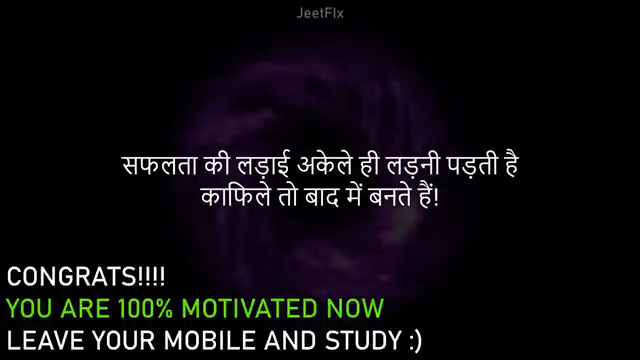 JeetFlx
सफलता की लड़ाई अकेले ही लड़नी पड़ती है
काफिले तो बाद में बनते हैं!
CONGRATS!!!!
YOU ARE 100% MOTIVATED NOW
LEAVE YOUR MOBILE AND STUDY :)